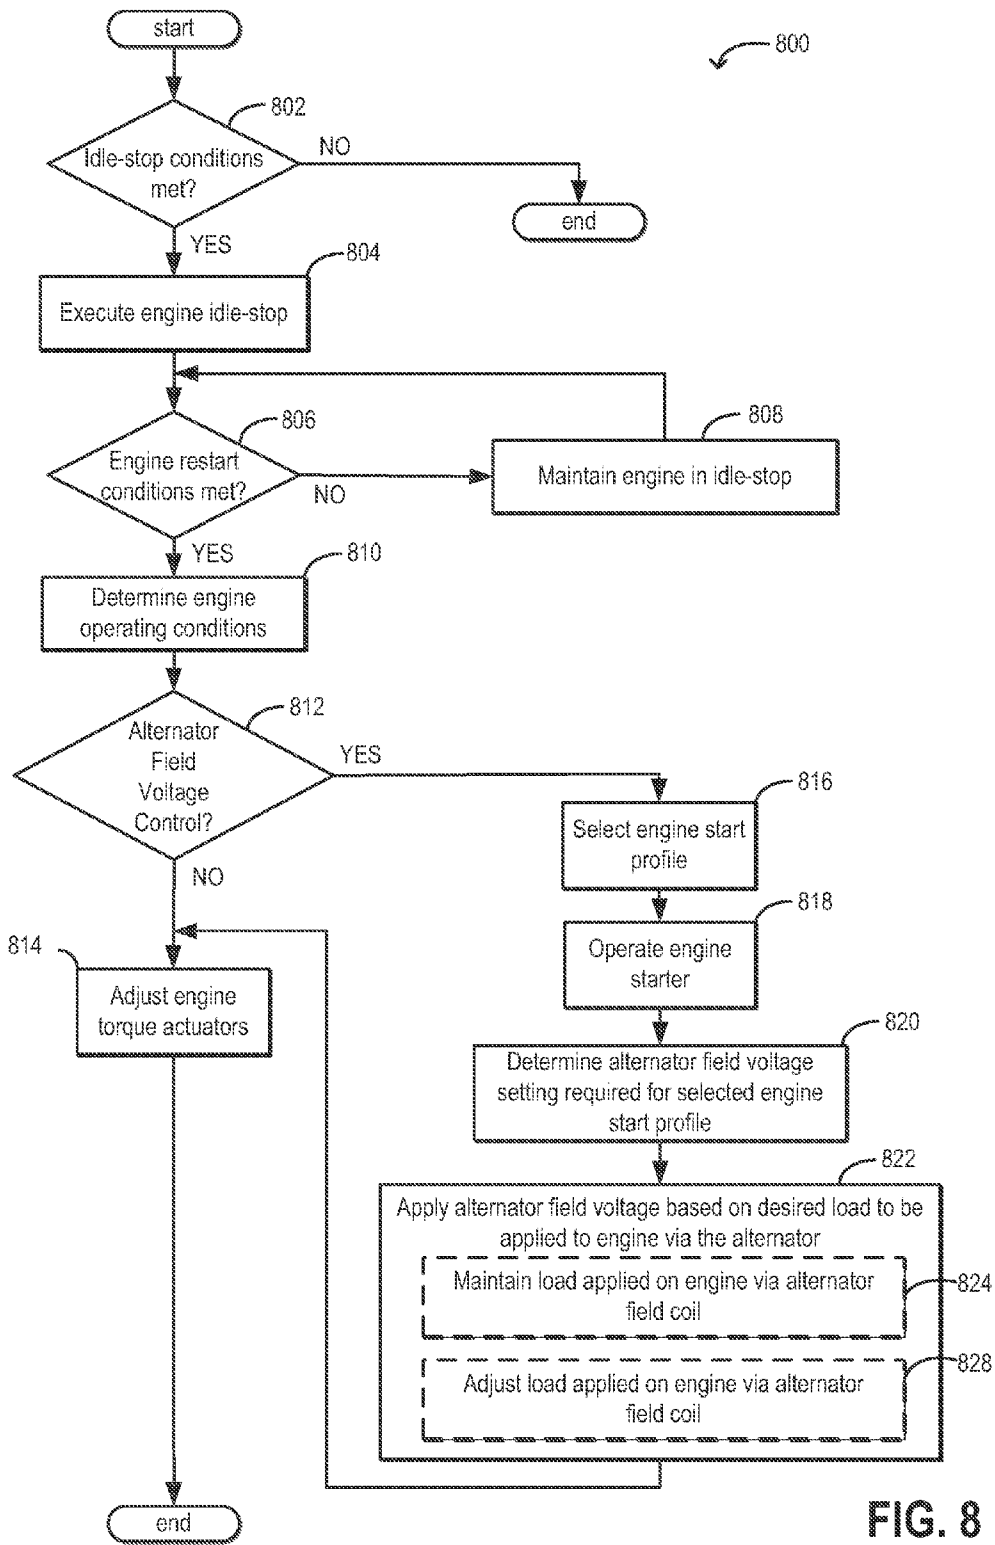 start
800
802
Idle-stop conditions
met?
NO
end
YES
804
Execute engine idle-stop
806
Engine restart
conditions met?
NO
808
Maintain engine in idle-stop
YES
810
Determine engine
operating conditions
812
Alternator
Field
Voltage
Control?
YES
NO
816
Select engine start
profile
818
Operate engine
starter
814
Adjust engine
torque actuators
820
Determine alternator field voltage
setting required for selected engine
start profile
822
Apply alternator field voltage based on desired load to be
applied to engine via the alternator
824
Maintain load applied on engine via alternator
field coil
828
Adjust load applied on engine via alternator
field coil
end
FIG. 8